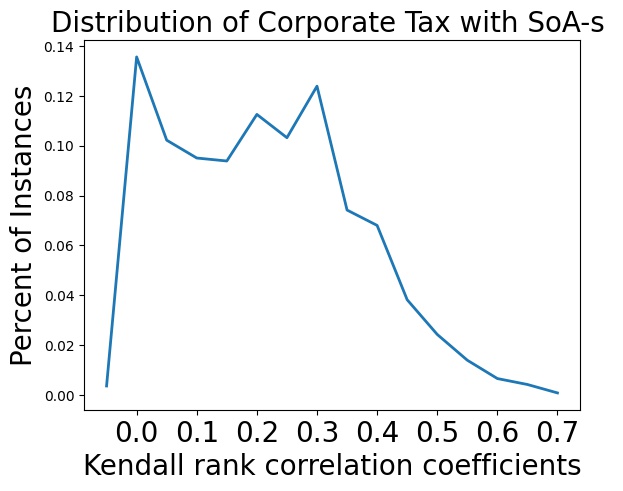 Distribution of Corporate Tax with SoA-s
Percent of Instances
0.14
0.12
0.10
0.08
0.06
0.04
0.02
0.00
0.0 0.1 0.2 0.3 0.4 0.5 0.6 0.7
Kendall rank correlation coefficients